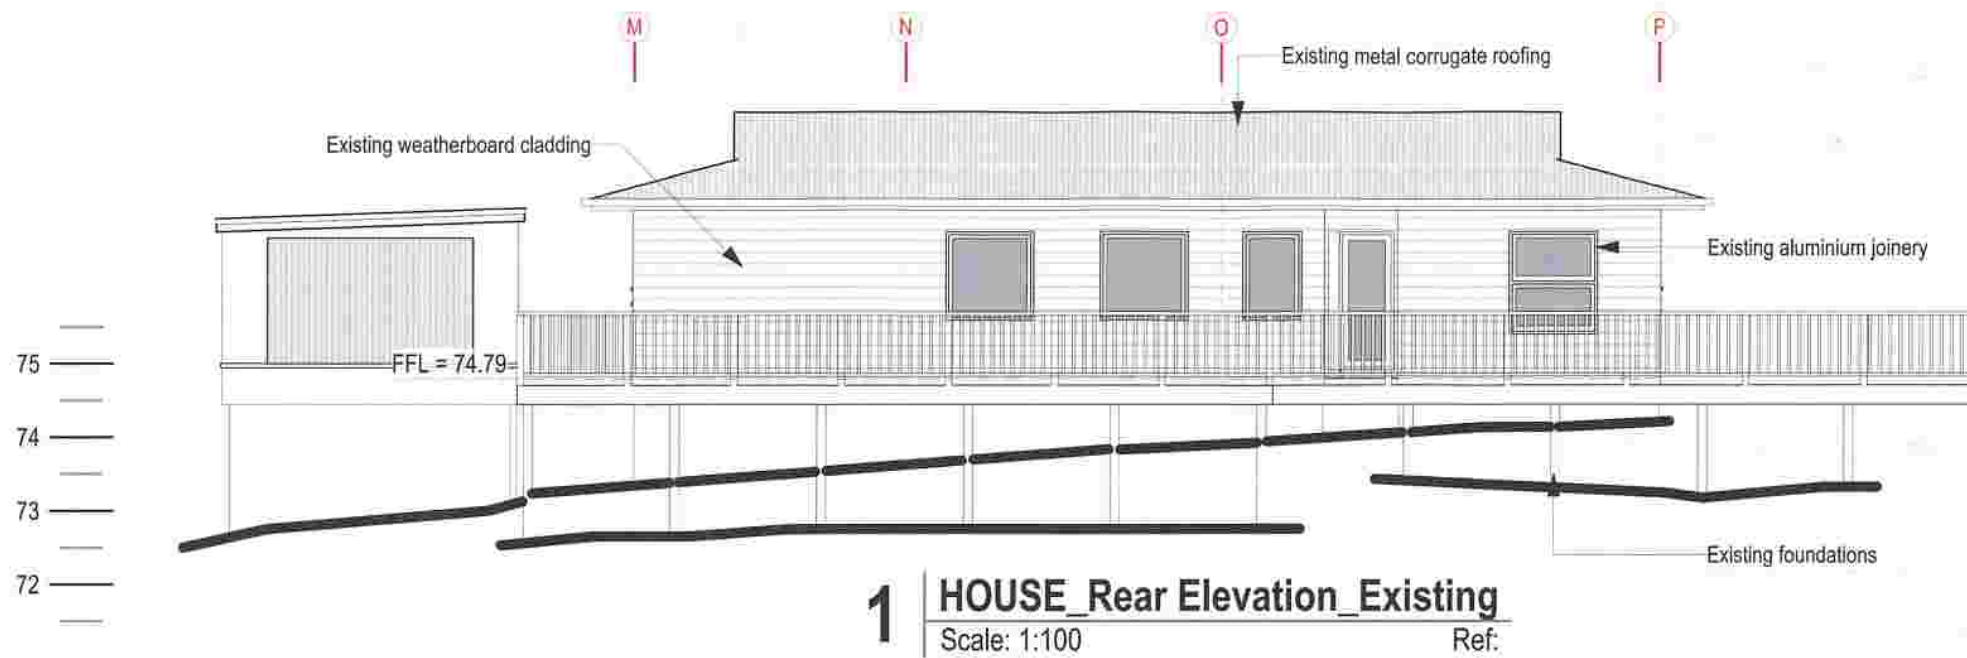 M N O P
Existing metal corrugate roofing
Existing weatherboard cladding
Existing aluminium joinery
75
FFL = 74.79
74
73
Existing foundations
72
1 HOUSE_Rear Elevation_Existing
Scale: 1:100 Ref: